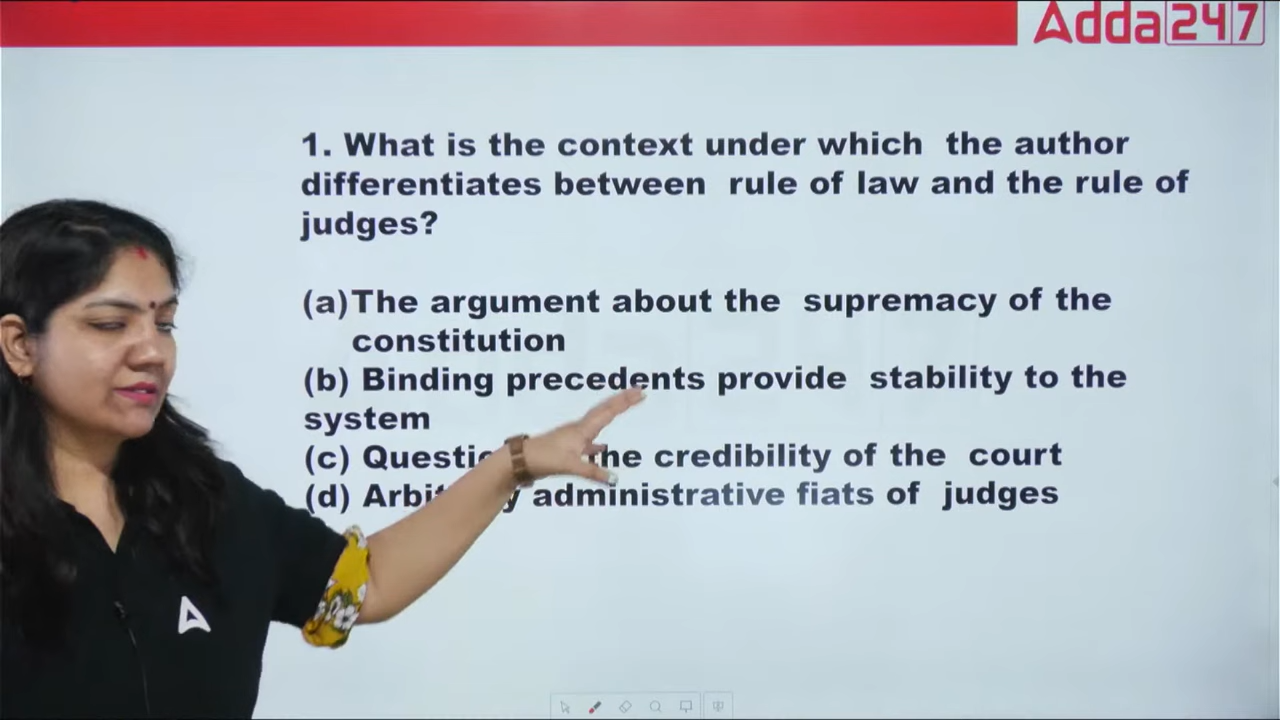 Adda247
1. What is the context under which the author
differentiates between rule of law and the rule of
judges?
(a)The argument about the supremacy of the
constitution
(b) Binding precedents provide stability to the
system
(c) the credibility of the court
(d) administrative fiats of judges